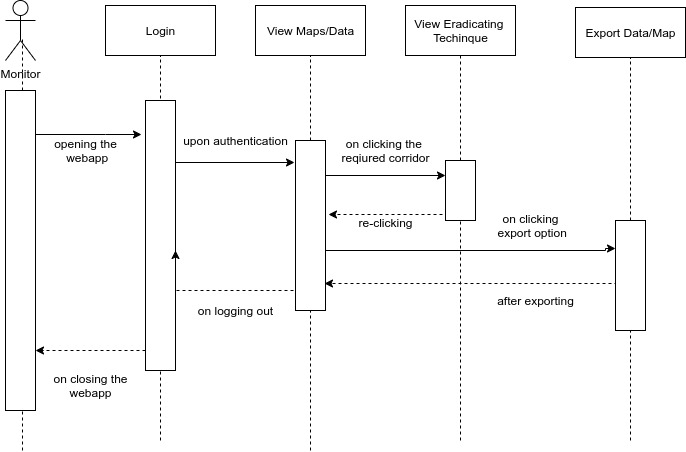 Monitor
Login
View Maps/Data
View Eradicating
Techinque
Export Data/Map
opening the
webapp
upon authentication
on clicking the
reqiured corridor
re-clicking
on clicking
export option
on logging out
after exporting
on closing the
webapp